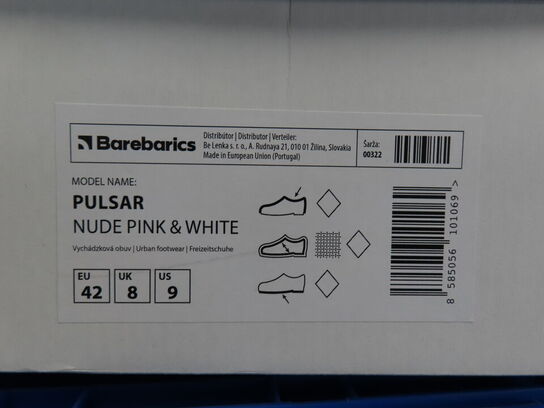 Barebarics
Distribútor | Distributor | Verteiler:
Be Lenka s. r. o., A. Rudnaya 21, 010 01 Žilina, Slovakia
Made in European Union (Portugal)
Šarža:
00322
MODEL NAME:
PULSAR
NUDE PINK & WHITE
Vychádzková obuv | Urban footwear | Freizeitschuhe
EU UK US
42 8 9
8 585056 101069 >